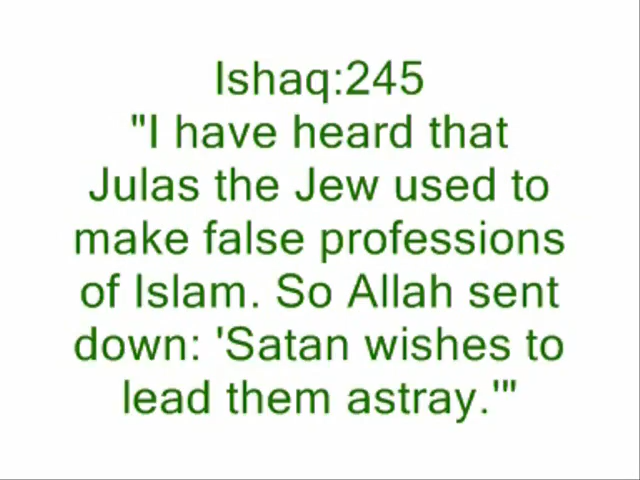 Ishaq:245
"I have heard that
Julas the Jew used to
make false professions
of Islam. So Allah sent
down: 'Satan wishes to
lead them astray.'"